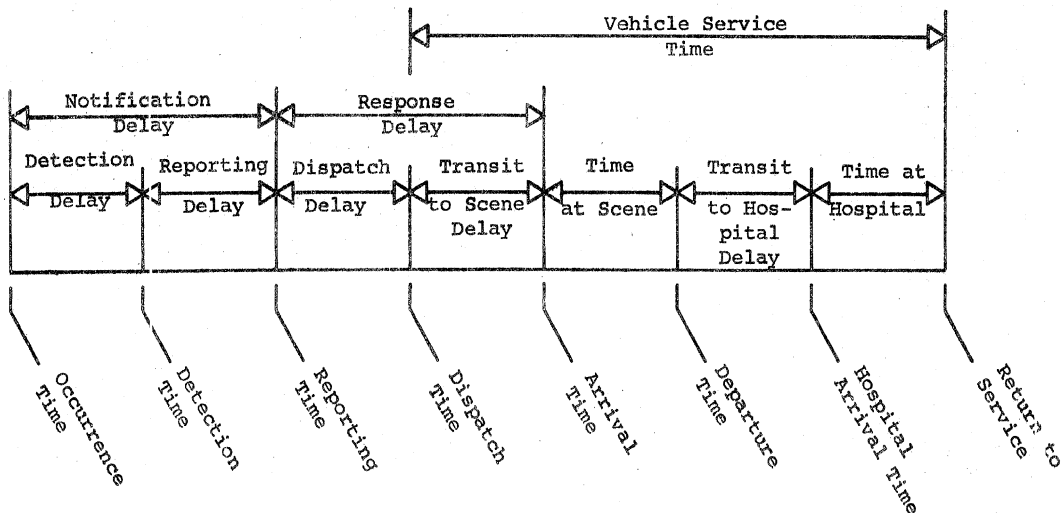 Vehicle Service
Time
Notification
Delay
Response
Delay
Detection
Delay
Reporting
Delay
Dispatch
Delay
Transit
to Scene
Delay
Time
at Scene
Transit
to Hos-
pital
Delay
Time at
Hospital
Occurrence
Time
Detection
Time
Reporting
Time
Dispatch
Time
Arrival
Time
Departure
Time
Hospital
Arrival Time
Return to
Service